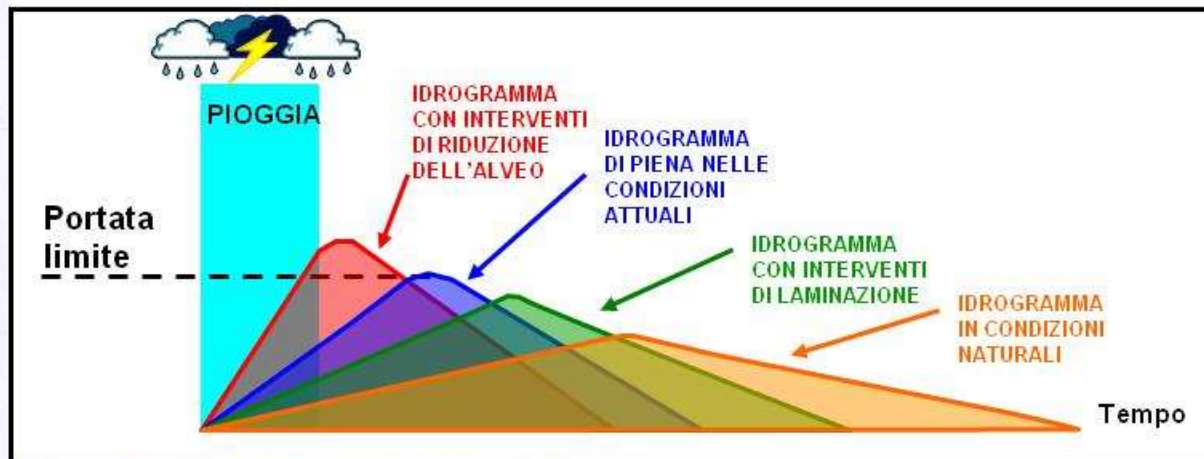 PIOGGIA
IDROGRAMMA
CON INTERVENTI
DI RIDUZIONE
DELL'ALVEO
IDROGRAMMA
DI PIENA NELLE
CONDIZIONI
ATTUALI
Portata
limite
IDROGRAMMA
CON INTERVENTI
DI LAMINAZIONE
IDROGRAMMA
IN CONDIZIONI
NATURALI
Tempo